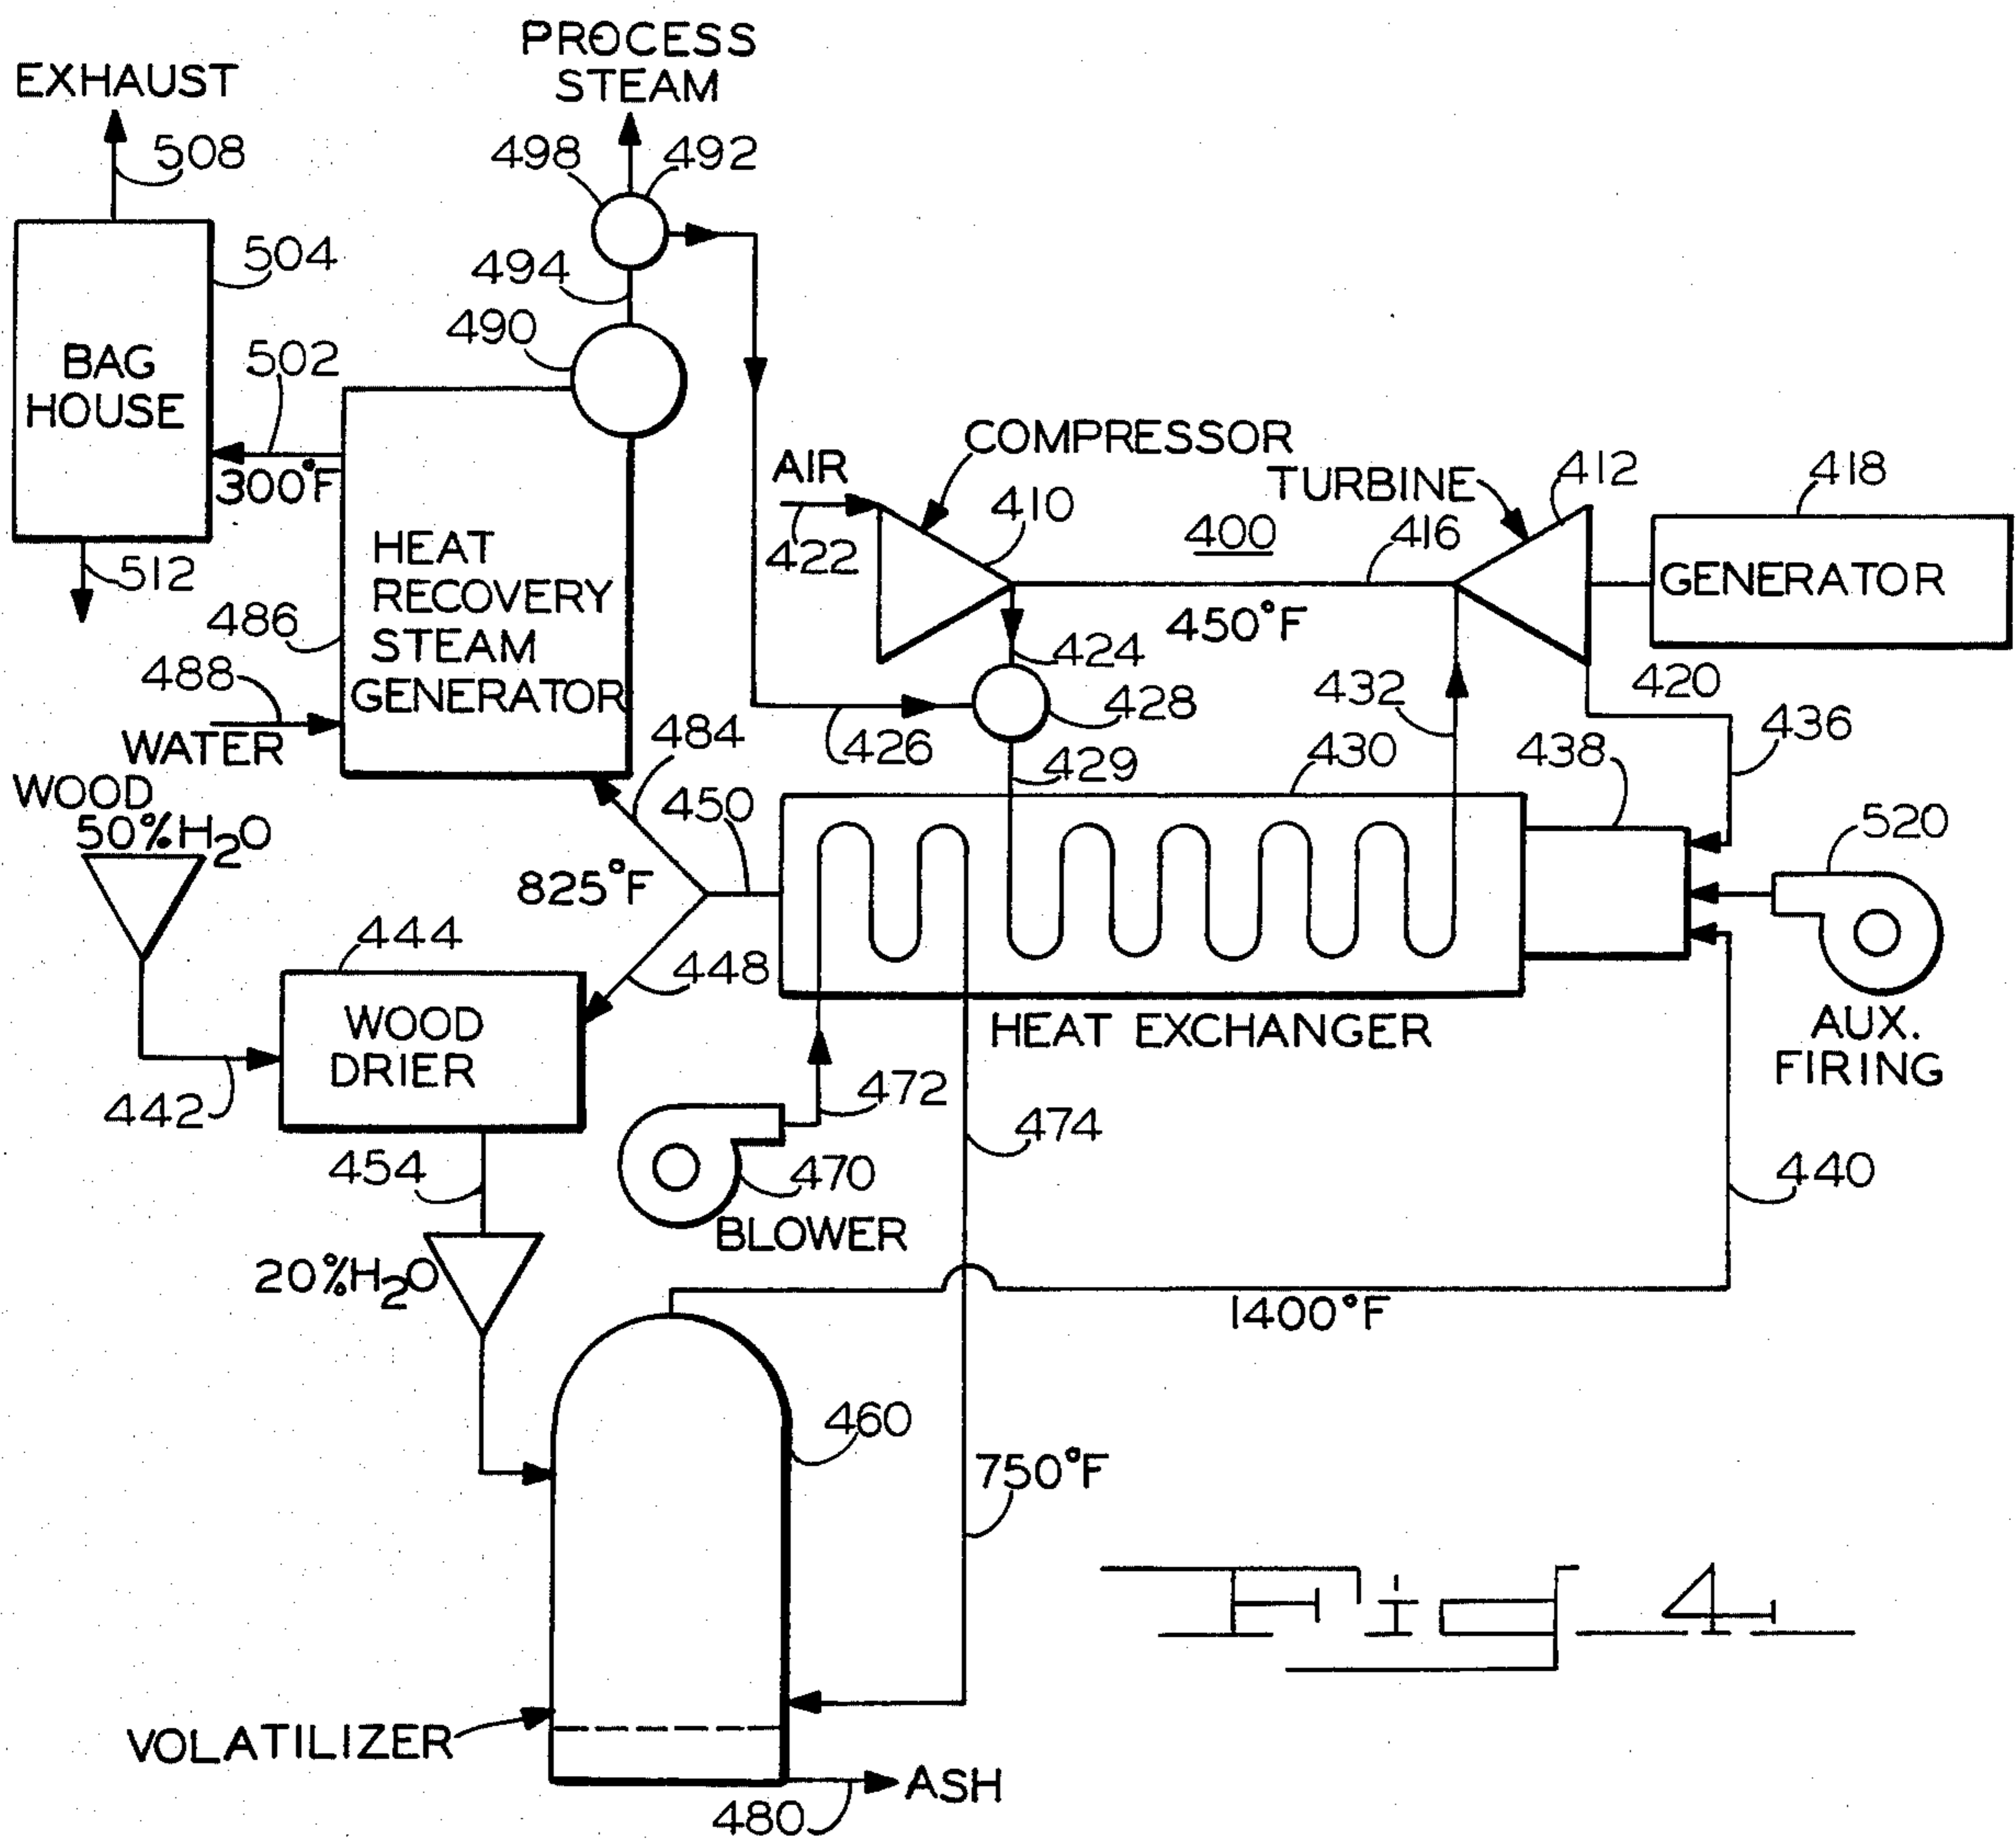 PROCESS
STEAM
EXHAUST
508
498
492
504
494
490
502
BAG
HOUSE
300°F
512
HEAT
RECOVERY
STEAM
GENERATOR
486
488
WATER
COMPRESSOR
AIR
422
410
400
TURBINE
412
416
418
GENERATOR
450°F
424
420
432
428
426
436
438
429
430
484
450
WOOD
50%H2O
825°F
520
444
448
WOOD
DRIER
442
HEAT EXCHANGER
AUX.
FIRING
472
474
454
470
BLOWER
440
20%H2O
1400°F
460
750°F
VOLATILIZER
ASH
480
Fig 4